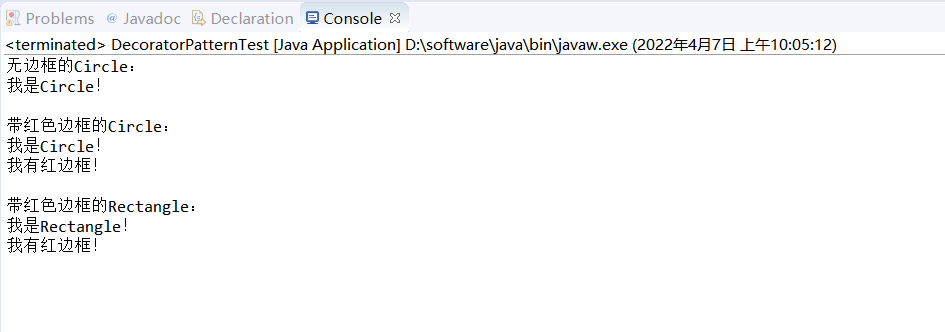 Problems @ Javadoc Declaration Console
<terminated> DecoratorPatternTest [Java Application] D:\software\java\bin\javaw.exe (2022年4月7日 上午10:05:12)
无边框的Circle：
我是Circle！
带红色边框的Circle：
我是Circle！
我有红边框！
带红色边框的Rectangle：
我是Rectangle！
我有红边框！